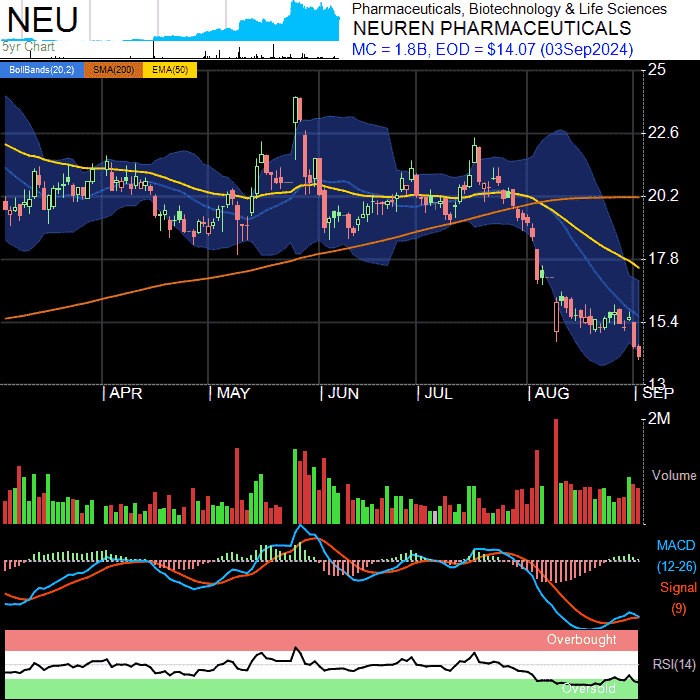 NEU
5yr Chart
Pharmaceuticals, Biotechnology & Life Sciences
NEUREN PHARMACEUTICALS
MC = 1.8B, EOD = $14.07 (03Sep2024)
BollBands(20,2) SMA(200) EMA(50)
25
22.6
20.2
17.8
15.4
13
APR MAY JUN JUL AUG SEP
2M
Volume
MACD
(12-26)
Signal
(9)
Overbought
RSI(14)
Oversold